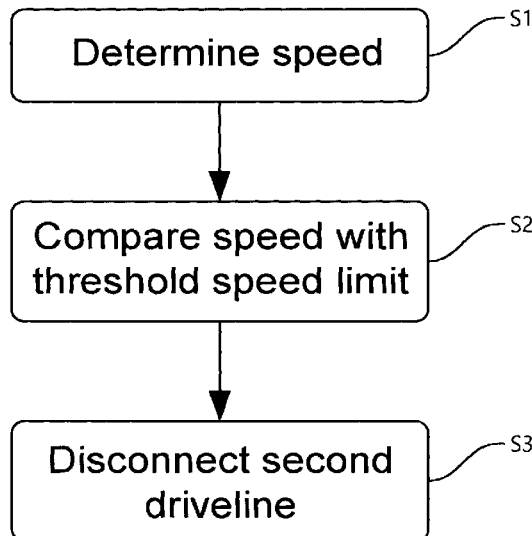 Determine speed
S1
Compare speed with
threshold speed limit
S2
Disconnect second
driveline
S3